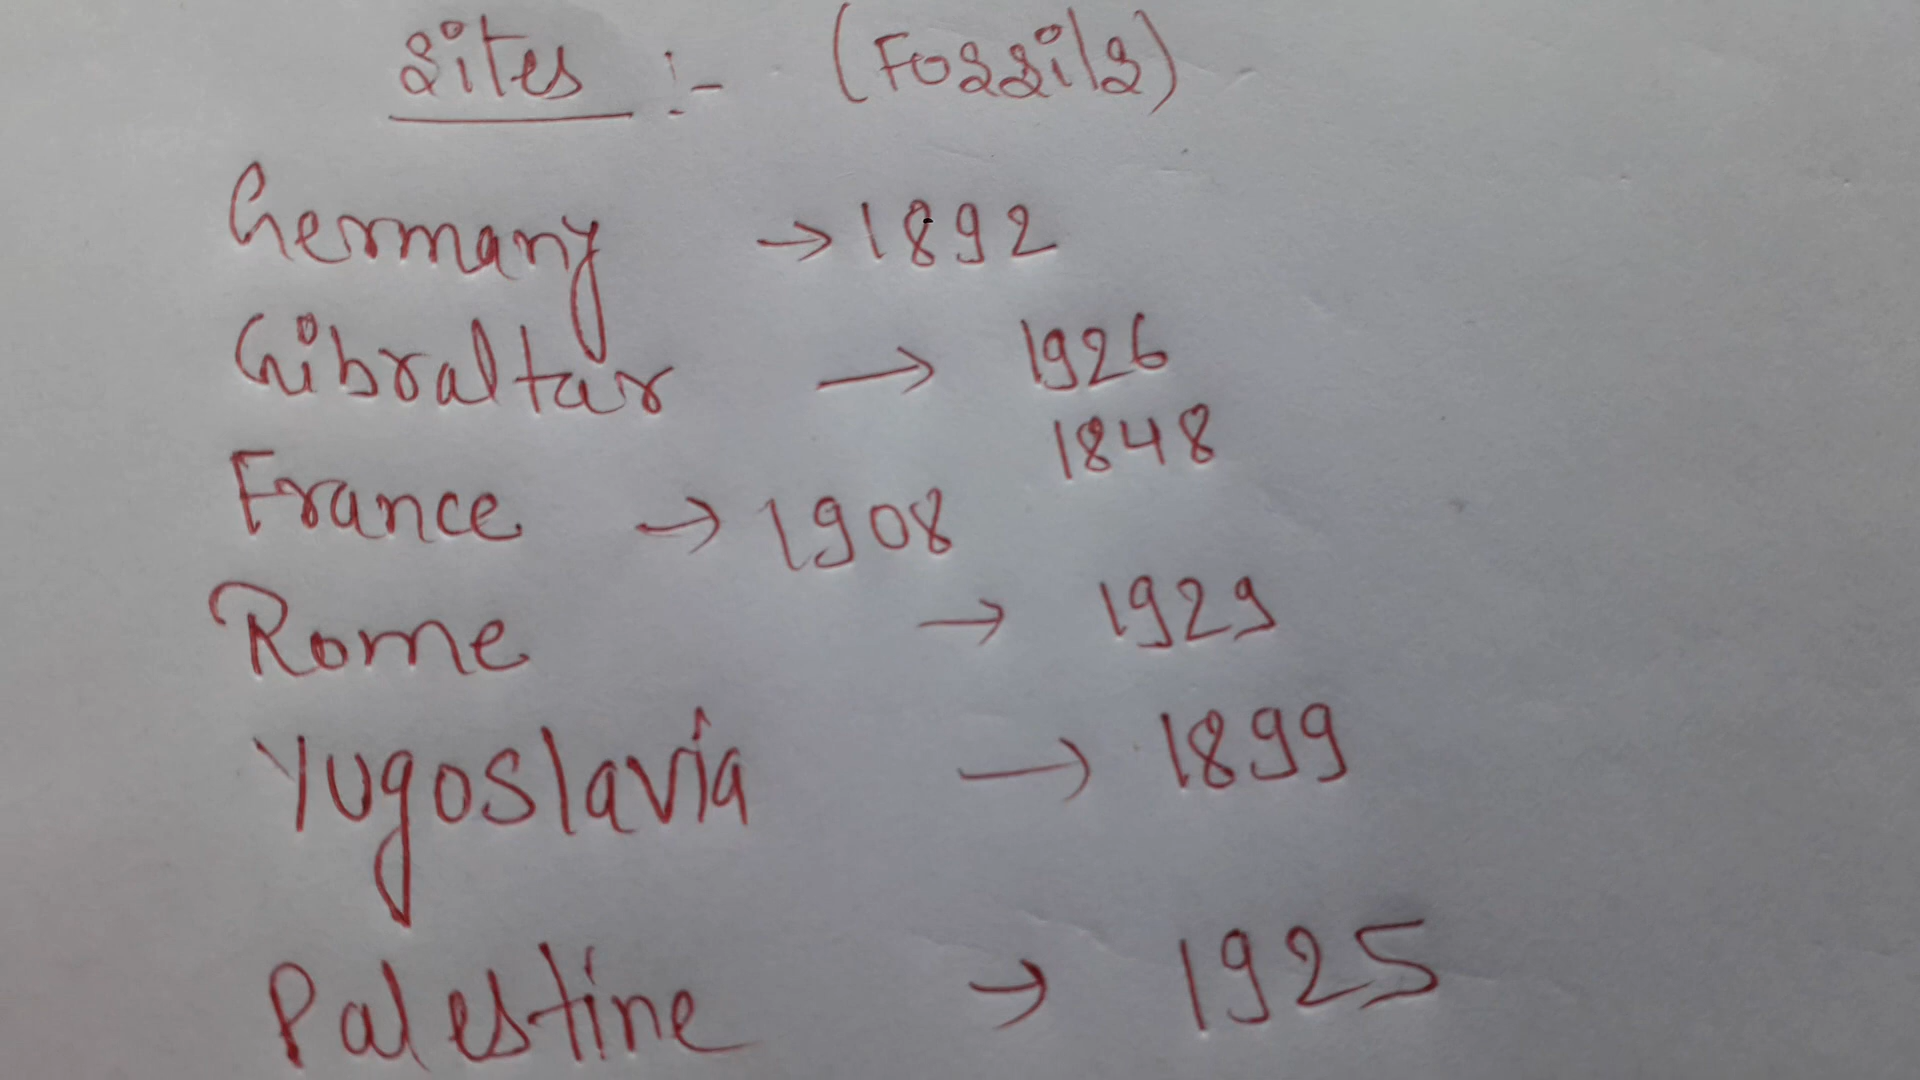 Sites :- (Fossils)
Germany → 1892
Gibraltar → 1926
1848
France → 1908
Rome → 1929
Yugoslavia → 1899
Palestine → 1925